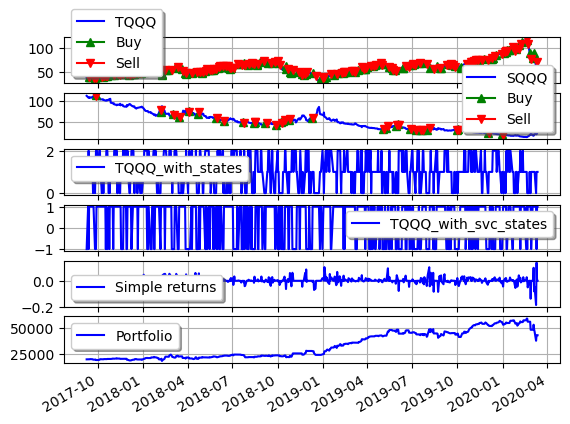 TQQQ
Buy
Sell
100
50
SQQQ
Buy
Sell
100
50
2
0
TQQQ_with_states
1
−1
TQQQ_with_svc_states
0.0
−0.2
Simple returns
50000
25000
Portfolio
2017-10 2018-01 2018-04 2018-07 2018-10 2019-01 2019-04 2019-07 2019-10 2020-01 2020-04